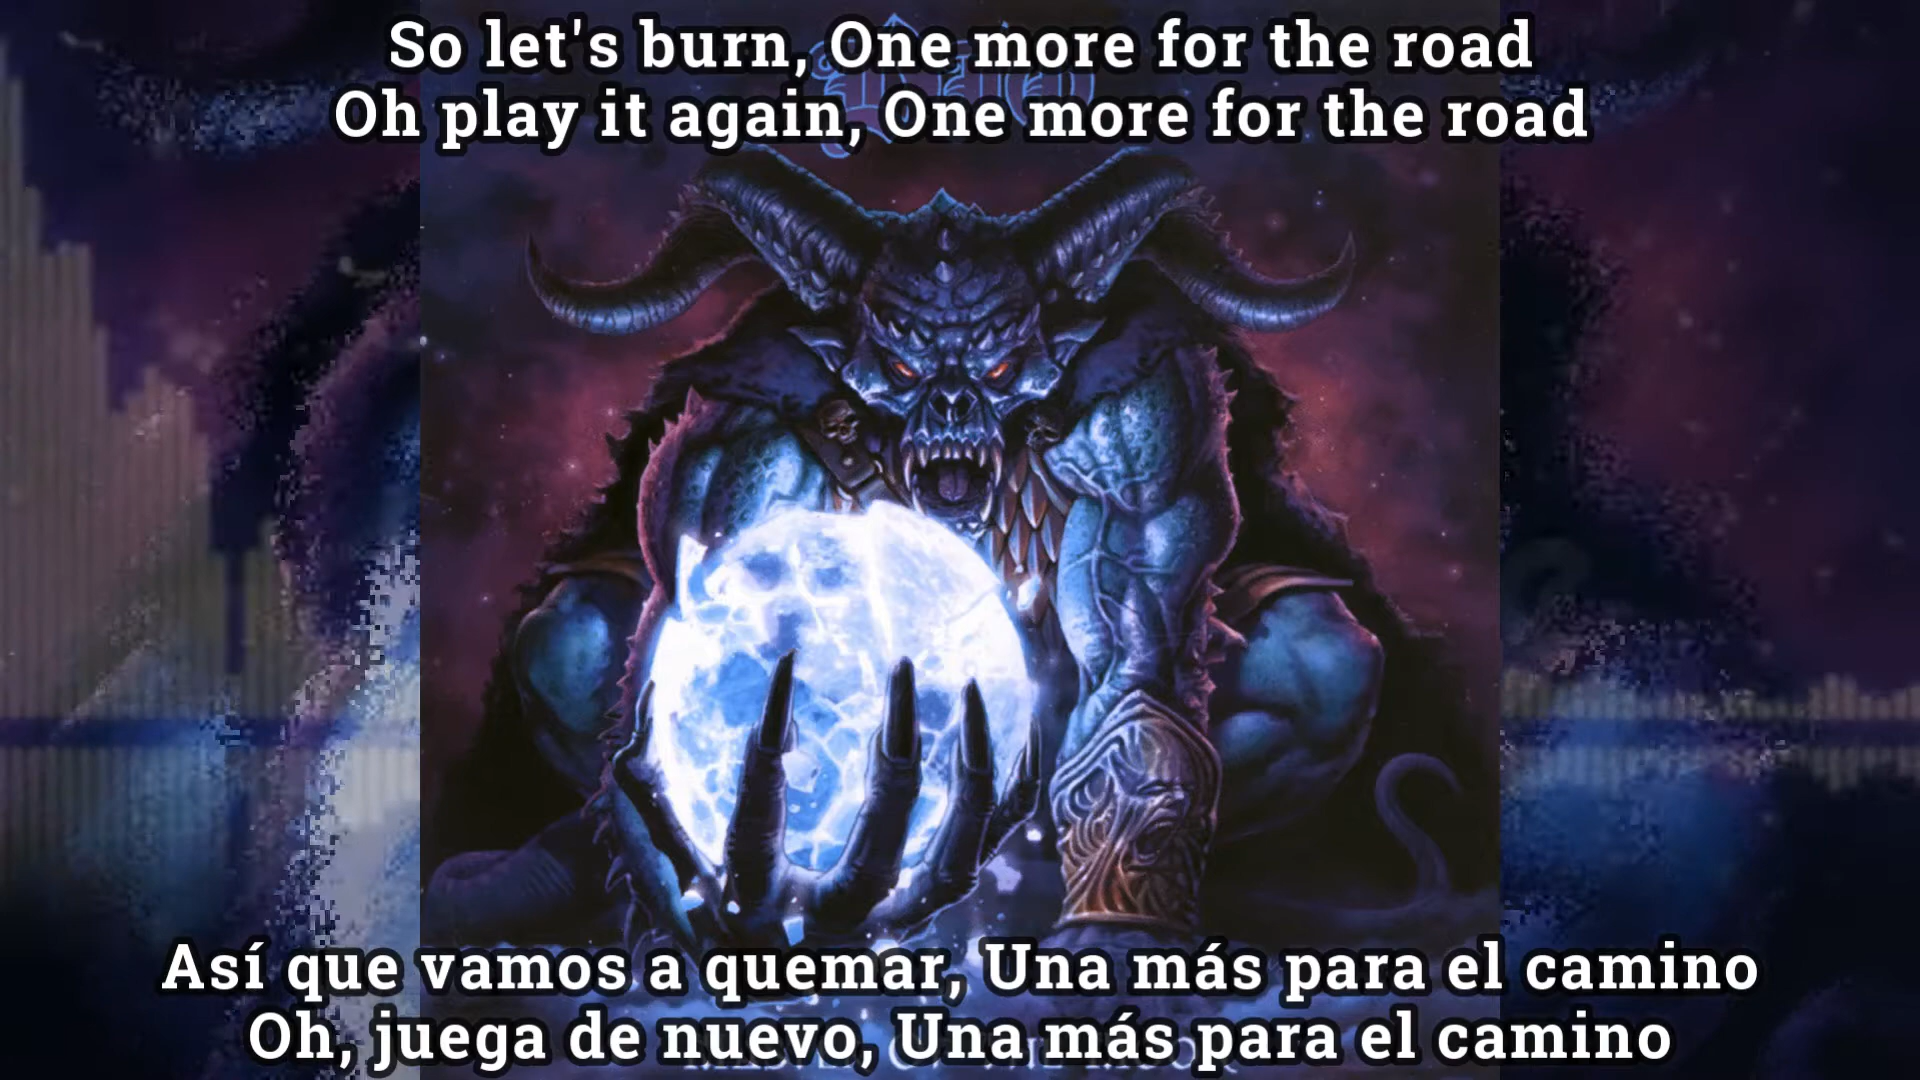 So let's burn, One more for the road
Oh play it again, One more for the road
Así que vamos a quemar, Una más para el camino
Oh, juega de nuevo, Una más para el camino